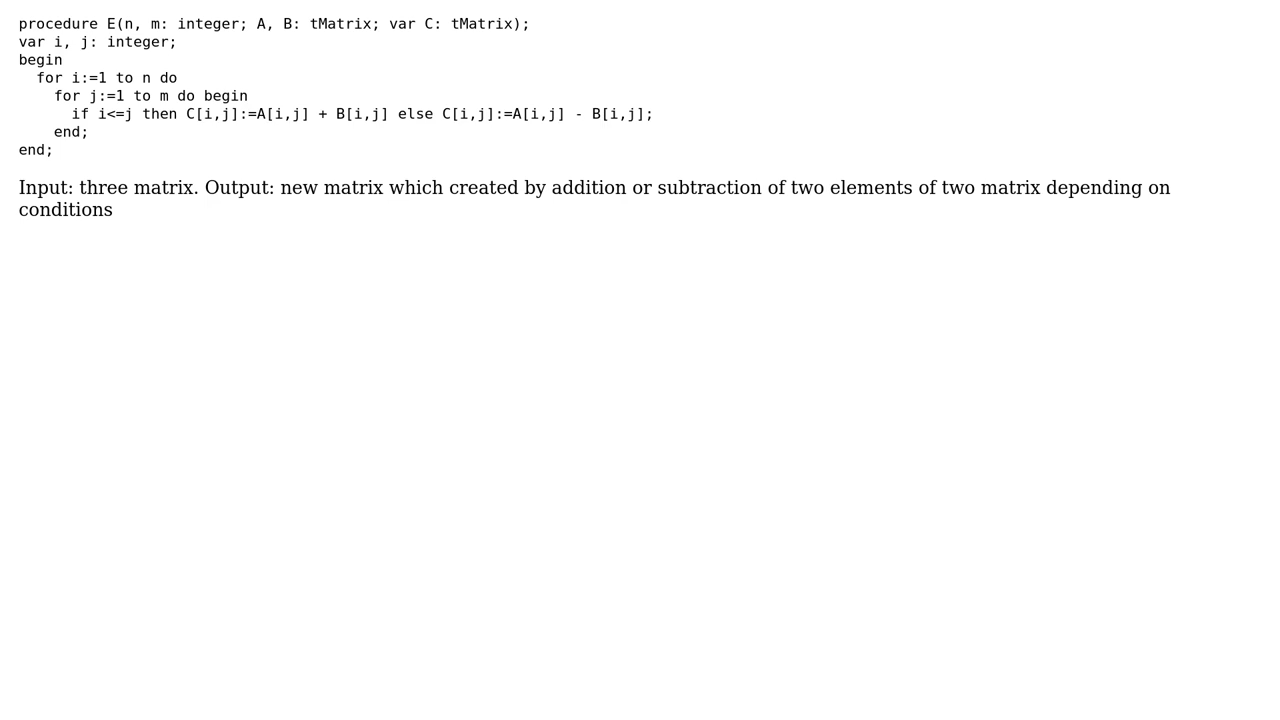 procedure E(n, m: integer; A, B: tMatrix; var C: tMatrix);
var i, j: integer;
begin
  for i:=1 to n do
    for j:=1 to m do begin
      if i<=j then C[i,j]:=A[i,j] + B[i,j] else C[i,j]:=A[i,j] - B[i,j];
    end;
end;
Input: three matrix. Output: new matrix which created by addition or subtraction of two elements of two matrix depending on
conditions